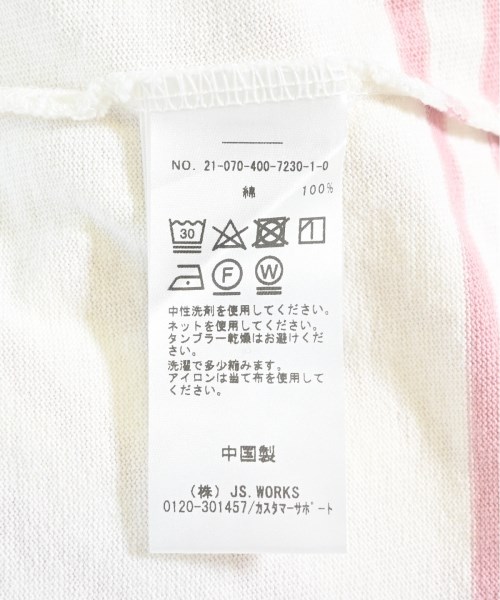 NO. 21-070-400-7230-1-0
綿 100%
30
F W
中性洗剤を使用してください。
ネットを使用してください。
タンブラー乾燥はお避けくだ
さい。
洗濯で多少縮みます。
アイロンは当て布を使用して
ください。
中国製
(株) JS.WORKS
0120-301457/カスタマーサポート